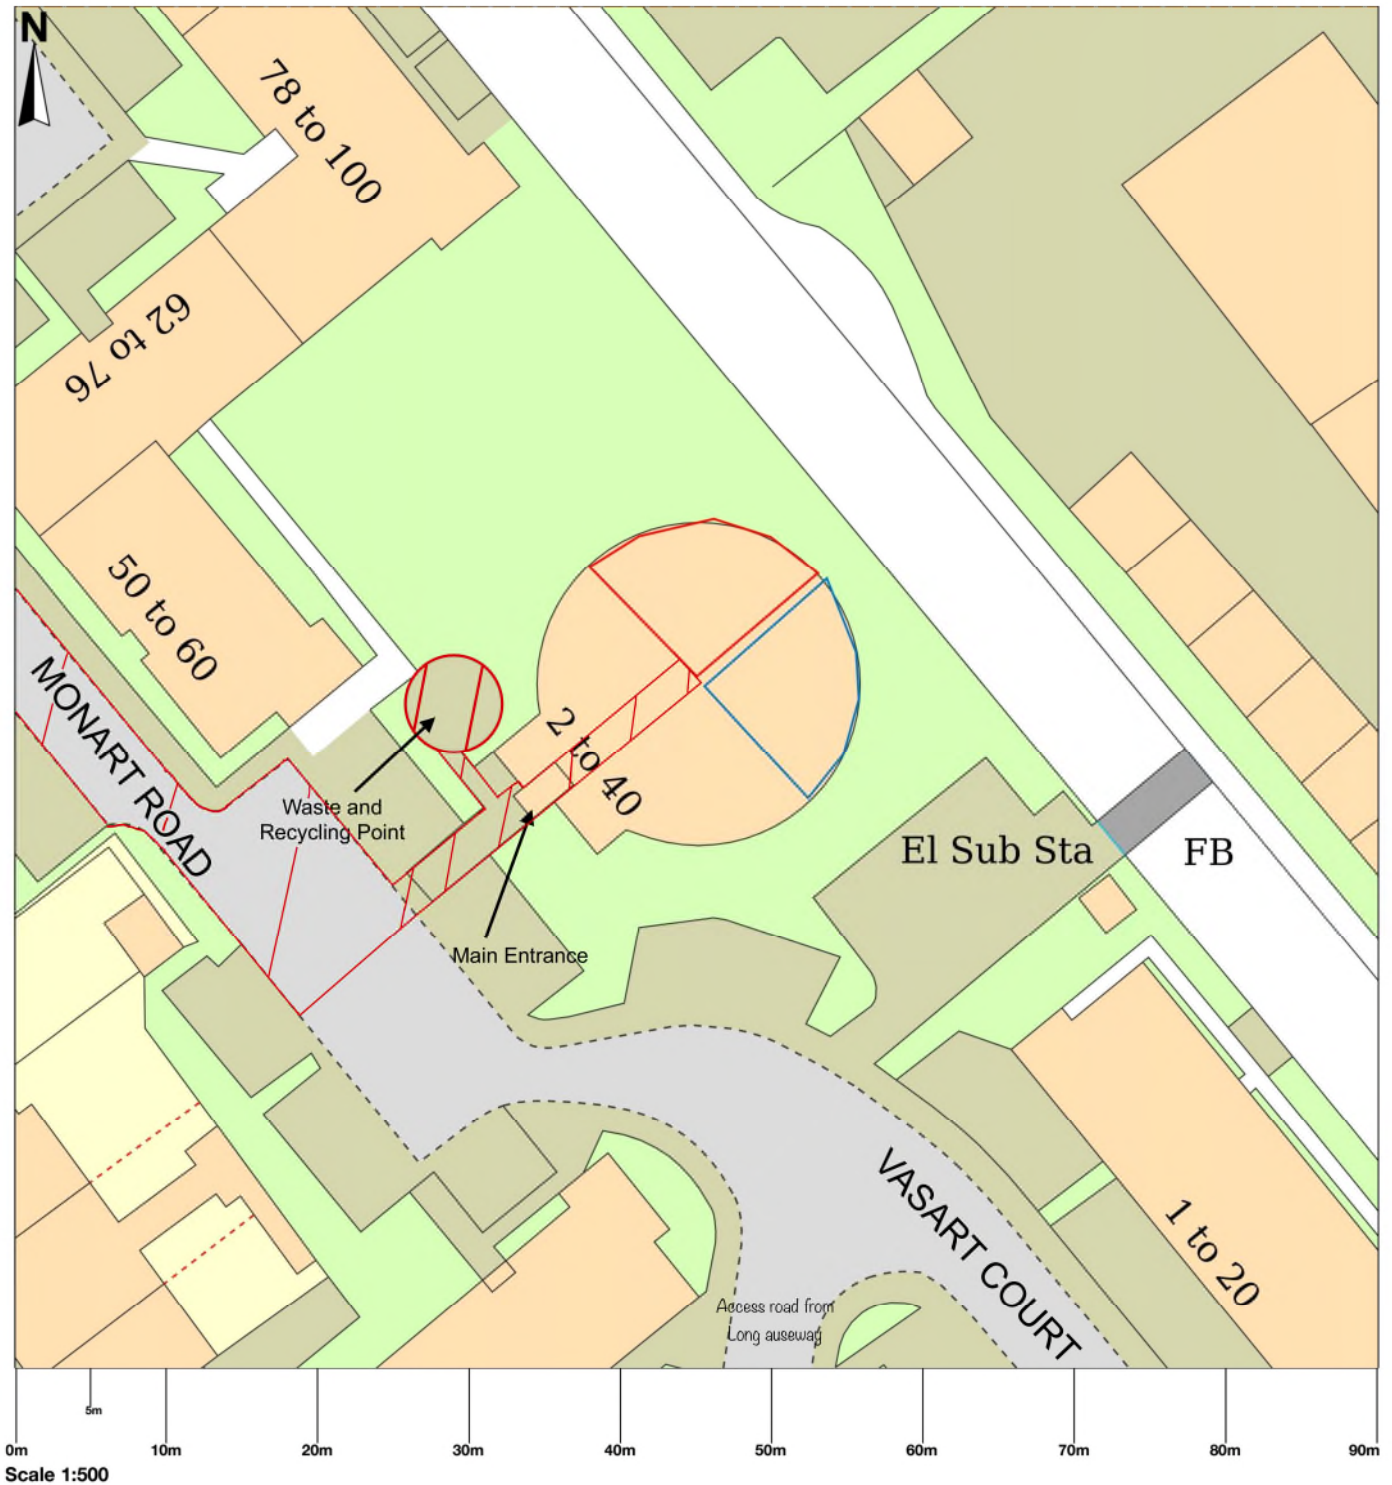 N
78 to 100
62 to 76
50 to 60
MONART ROAD
2 to 40
Waste and
Recycling Point
El Sub Sta
FB
Main Entrance
VASART COURT
1 to 20
Access road from
Long auseway
5m
0m 10m 20m 30m 40m 50m 60m 70m 80m 90m
Scale 1:500